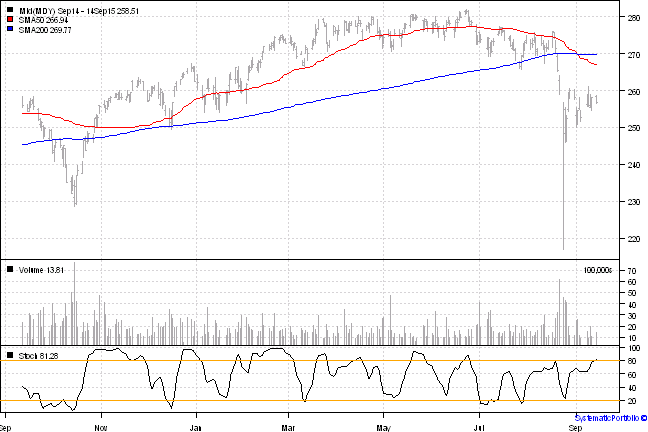 Mid(MDY) Sep14 - 14Sep15 258.51
SMA50 266.94
SMA200 269.77
280
270
260
250
240
230
220
Volume 13.81
100,000s
70
60
50
40
30
20
10
Stoch 81.28
100
80
60
40
20
Sep
Nov
Jan
Mar
May
Jul
Sep
SystematicPortfolio ©